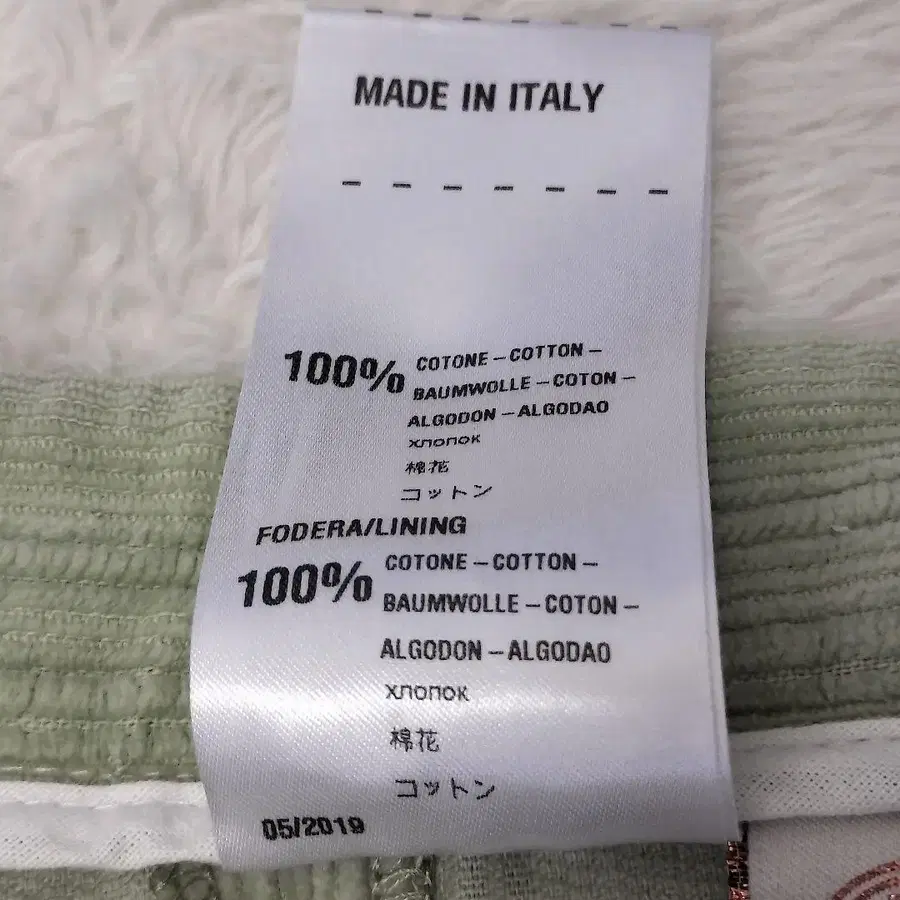 MADE IN ITALY
100% COTONE – COTTON –
BAUMWOLLE – COTON –
ALGODON – ALGODAO
хлопок
棉花
コットン
FODERA/LINING
100% COTONE – COTTON –
BAUMWOLLE – COTON –
ALGODON – ALGODAO
хлопок
棉花
コットン
05/2019